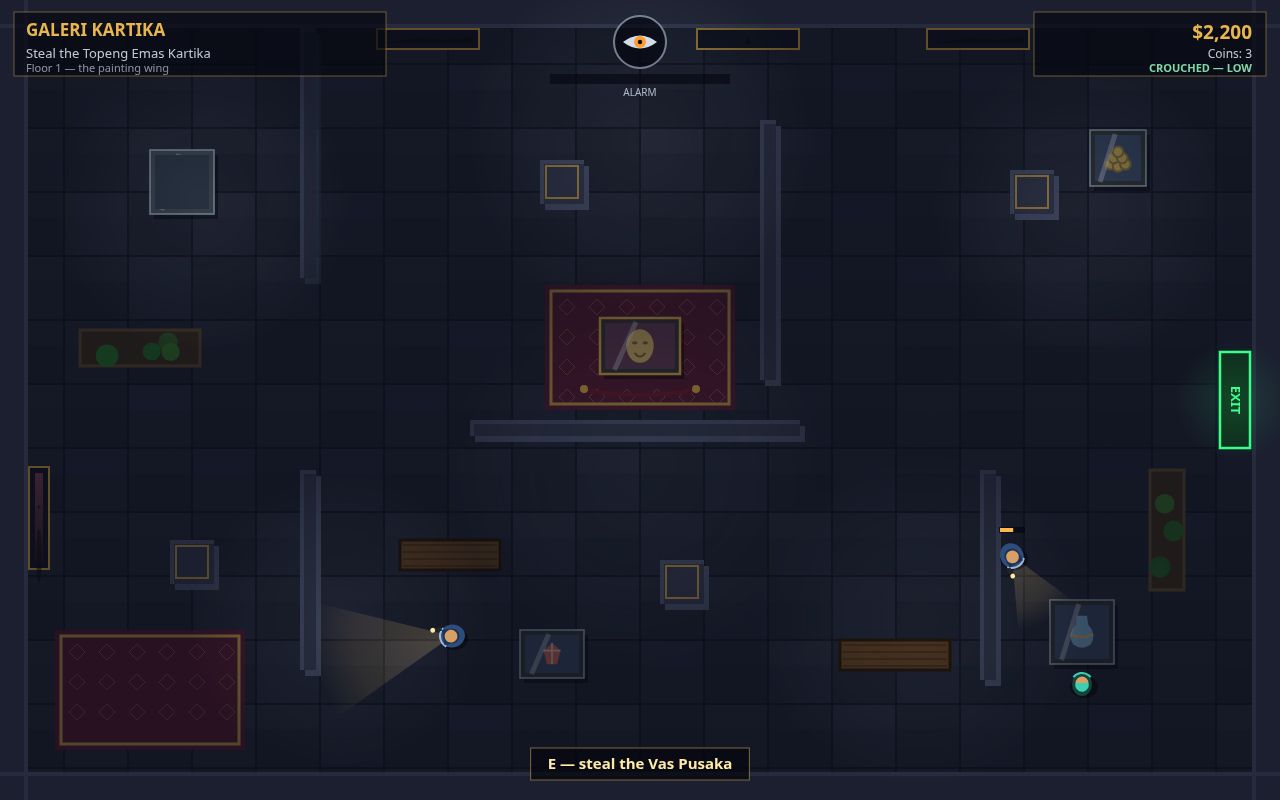 GALERI KARTIKA
Steal the Topeng Emas Kartika
Floor 1 — the painting wing
ALARM
$2,200
Coins: 3
CROUCHED — LOW
EXIT
E — steal the Vas Pusaka